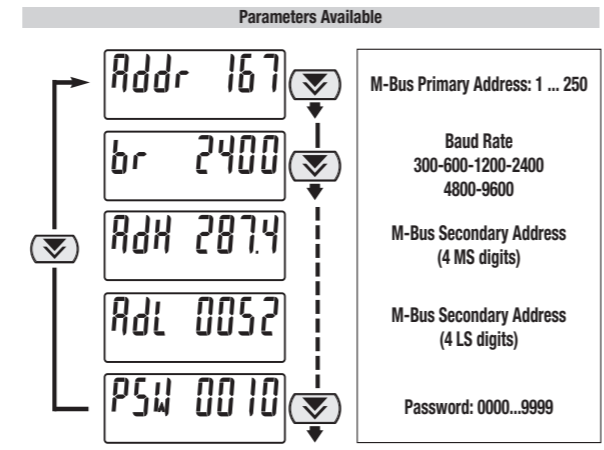 Parameters Available
Addr 167
M-Bus Primary Address: 1 ... 250
br 2400
Baud Rate
300-600-1200-2400
4800-9600
AdH 287.4
M-Bus Secondary Address
(4 MS digits)
AdL 0052
M-Bus Secondary Address
(4 LS digits)
PSW 0010
Password: 0000...9999